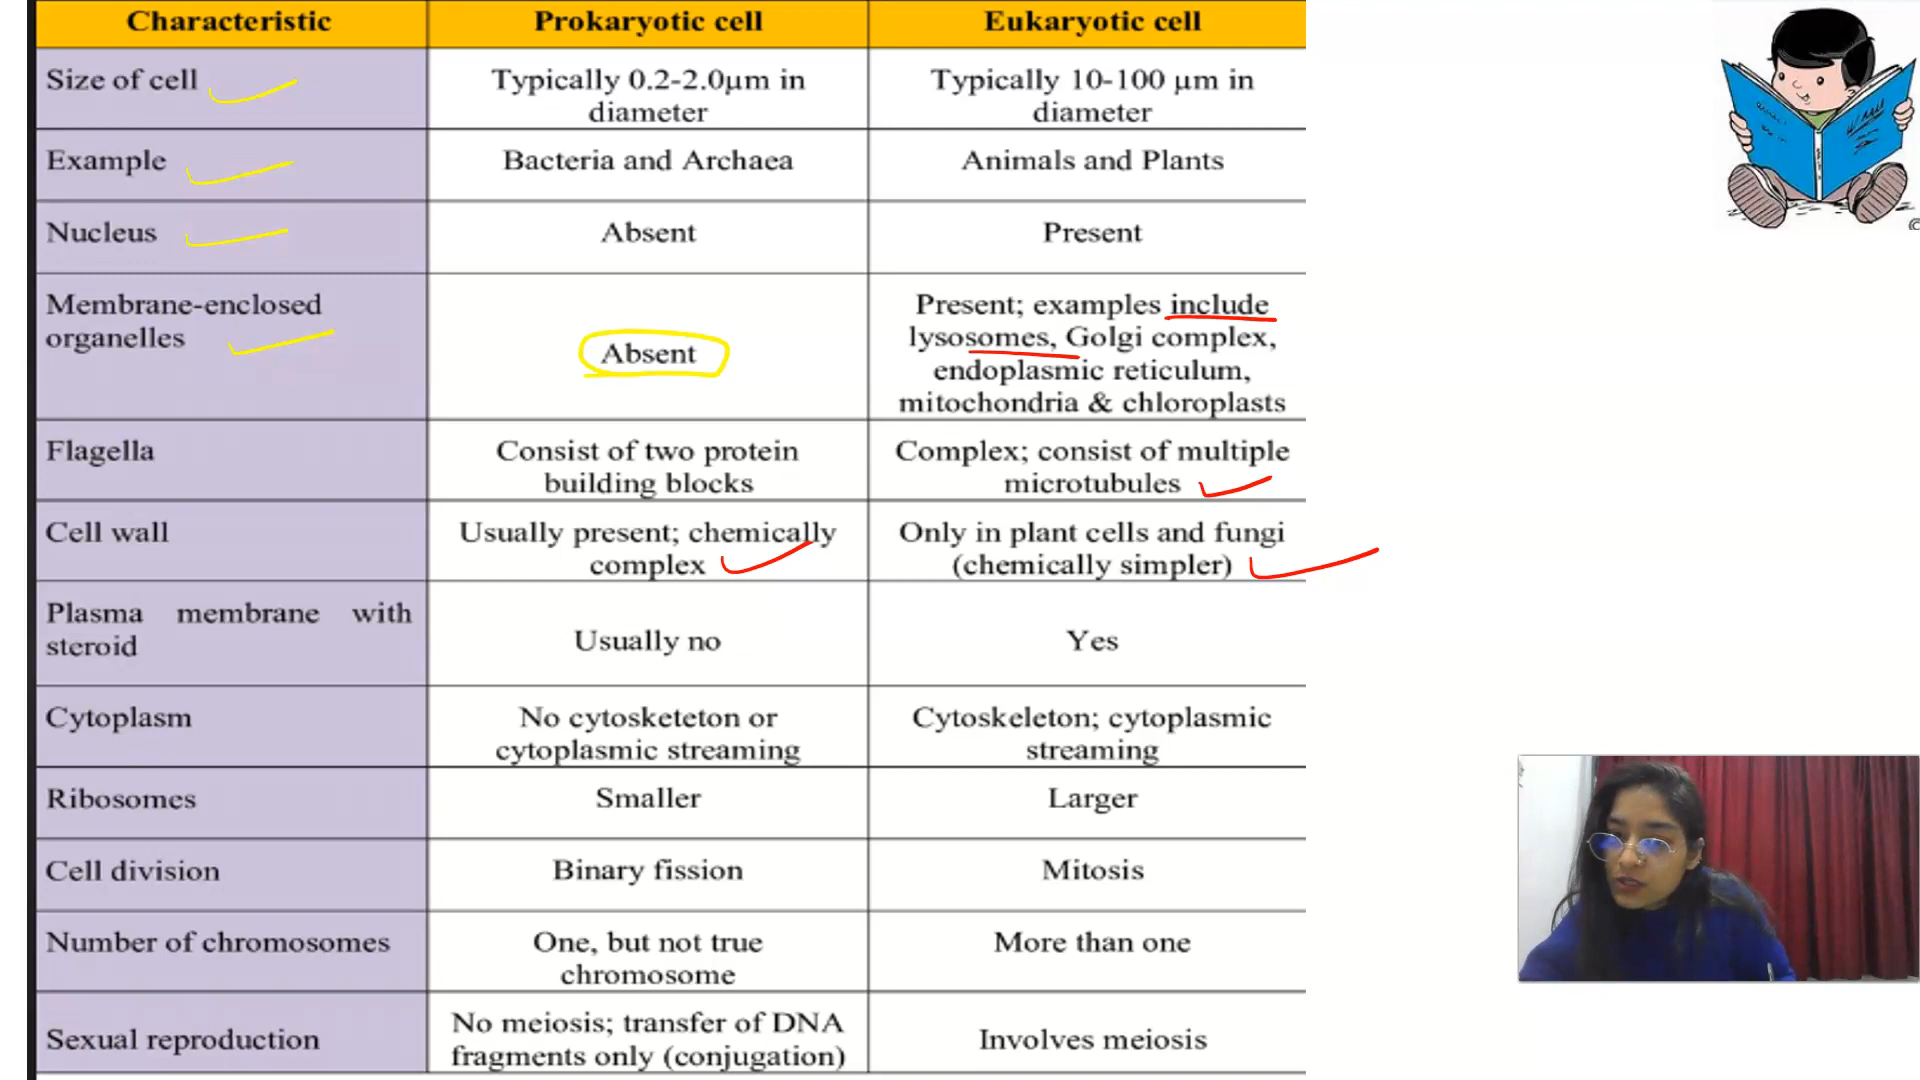 Characteristic Prokaryotic cell Eukaryotic cell
Size of cell Typically 0.2-2.0µm in Typically 10-100 µm in
diameter diameter
Example Bacteria and Archaea Animals and Plants
Nucleus Absent Present
Membrane-enclosed Present; examples include
organelles Absent lysosomes, Golgi complex,
endoplasmic reticulum,
mitochondria & chloroplasts
Flagella Consist of two protein Complex; consist of multiple
building blocks microtubules
Cell wall Usually present; chemically Only in plant cells and fungi
complex (chemically simpler)
Plasma membrane with
steroid Usually no Yes
Cytoplasm No cytosketeton or Cytoskeleton; cytoplasmic
cytoplasmic streaming streaming
Ribosomes Smaller Larger
Cell division Binary fission Mitosis
Number of chromosomes One, but not true More than one
chromosome
Sexual reproduction No meiosis; transfer of DNA Involves meiosis
fragments only (conjugation)
©